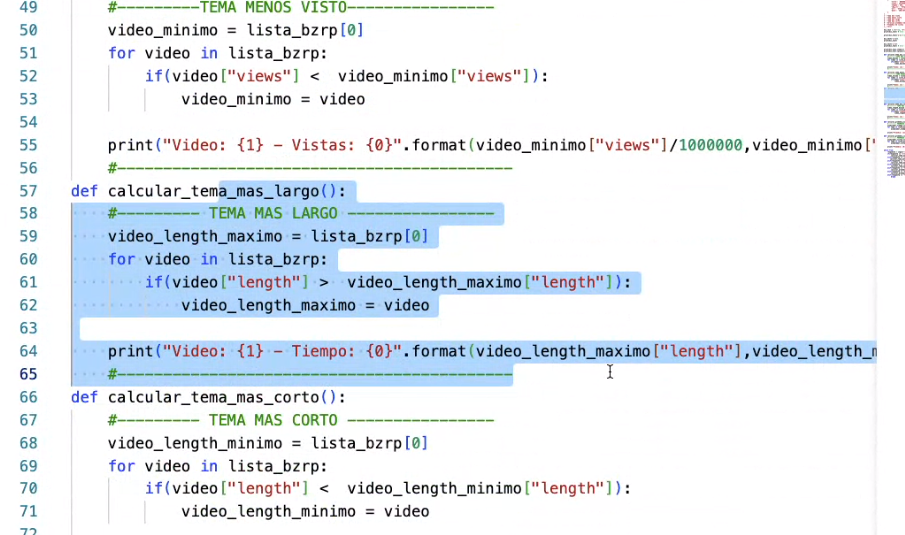 49 #---------TEMA MENOS VISTO----------------
50 video_minimo = lista_bzrp[0]
51 for video in lista_bzrp:
52 if(video["views"] <  video_minimo["views"]):
53 video_minimo = video
54
55 print("Video: {1} - Vistas: {0}".format(video_minimo["views"]/1000000,video_minimo["
56 #-------------------------------------------
57 def calcular_tema_mas_largo():
58 #--------- TEMA MAS LARGO ----------------
59 video_length_maximo = lista_bzrp[0]
60 for video in lista_bzrp:
61 if(video["length"] >  video_length_maximo["length"]):
62 video_length_maximo = video
63
64 print("Video: {1} - Tiempo: {0}".format(video_length_maximo["length"],video_length_
65 #-------------------------------------------
66 def calcular_tema_mas_corto():
67 #--------- TEMA MAS CORTO ----------------
68 video_length_minimo = lista_bzrp[0]
69 for video in lista_bzrp:
70 if(video["length"] <  video_length_minimo["length"]):
71 video_length_minimo = video
72